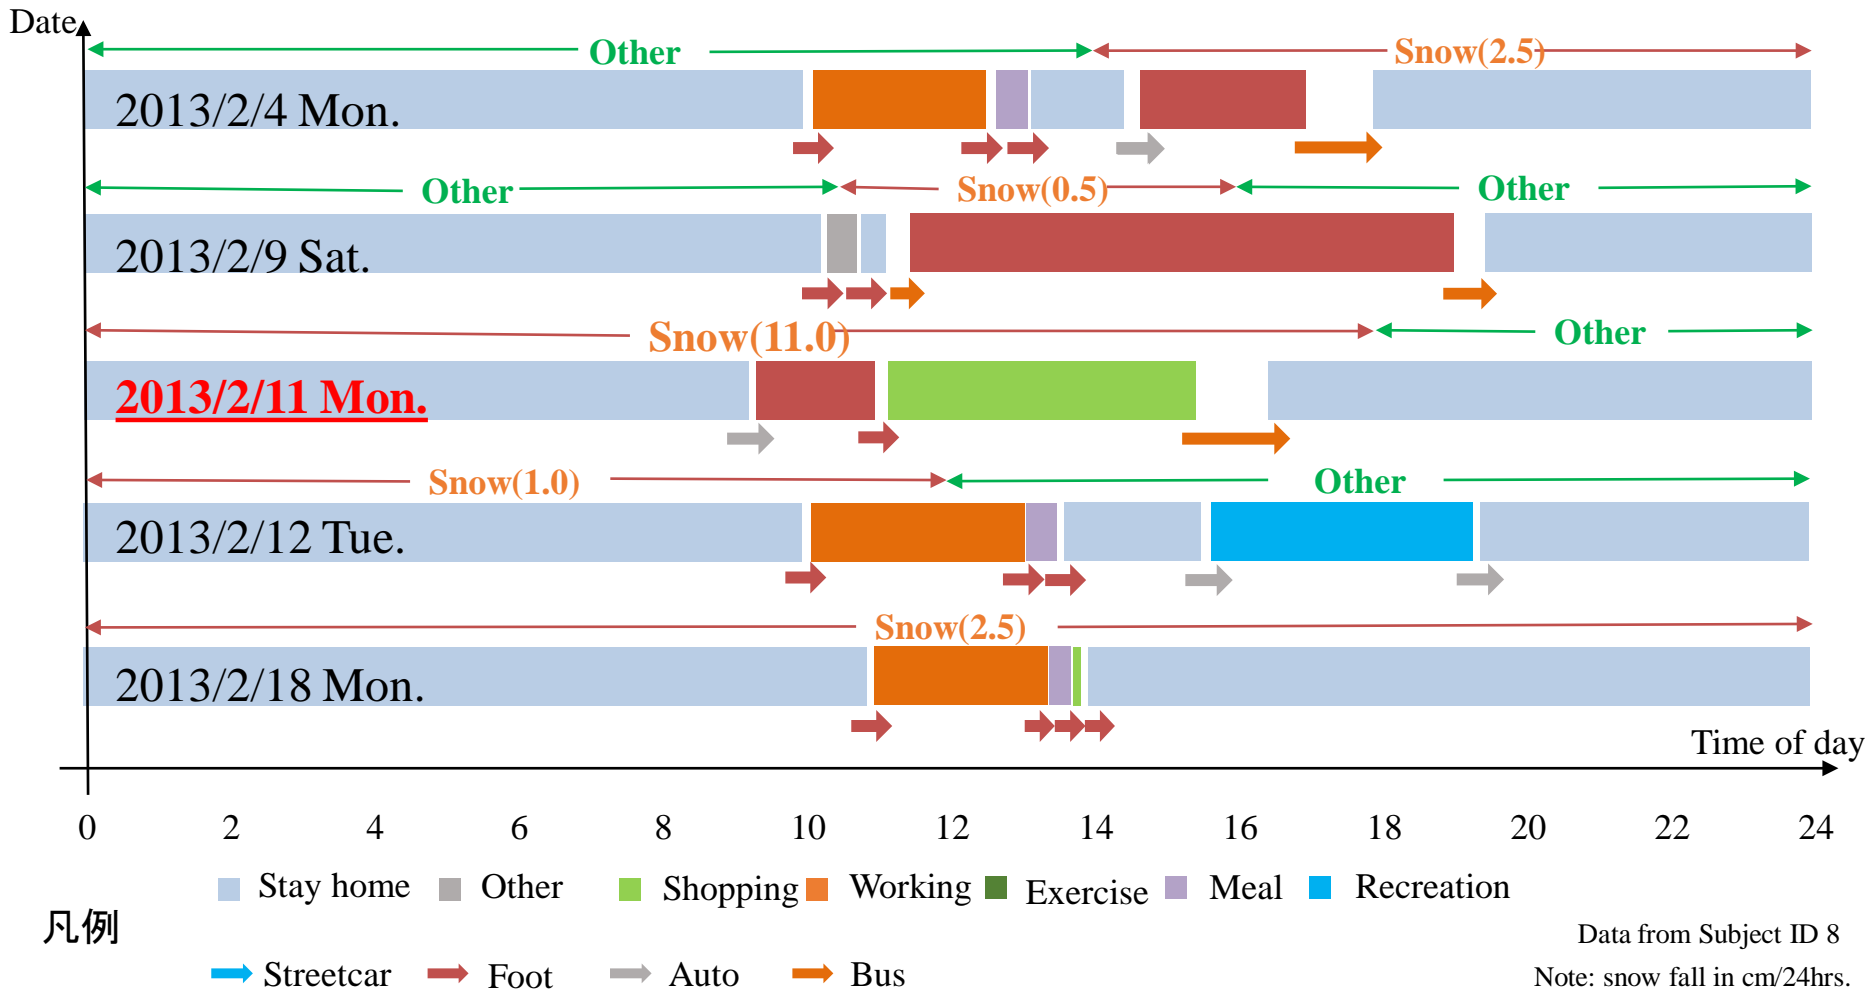 Date
Other Snow(2.5)
2013/2/4 Mon.
Other Snow(0.5) Other
2013/2/9 Sat.
Snow(11.0) Other
2013/2/11 Mon.
Snow(1.0) Other
2013/2/12 Tue.
Snow(2.5)
2013/2/18 Mon.
Time of day
0 2 4 6 8 10 12 14 16 18 20 22 24
Stay home Other Shopping Working Exercise Meal Recreation
凡例
Streetcar Foot Auto Bus
Data from Subject ID 8
Note: snow fall in cm/24hrs.